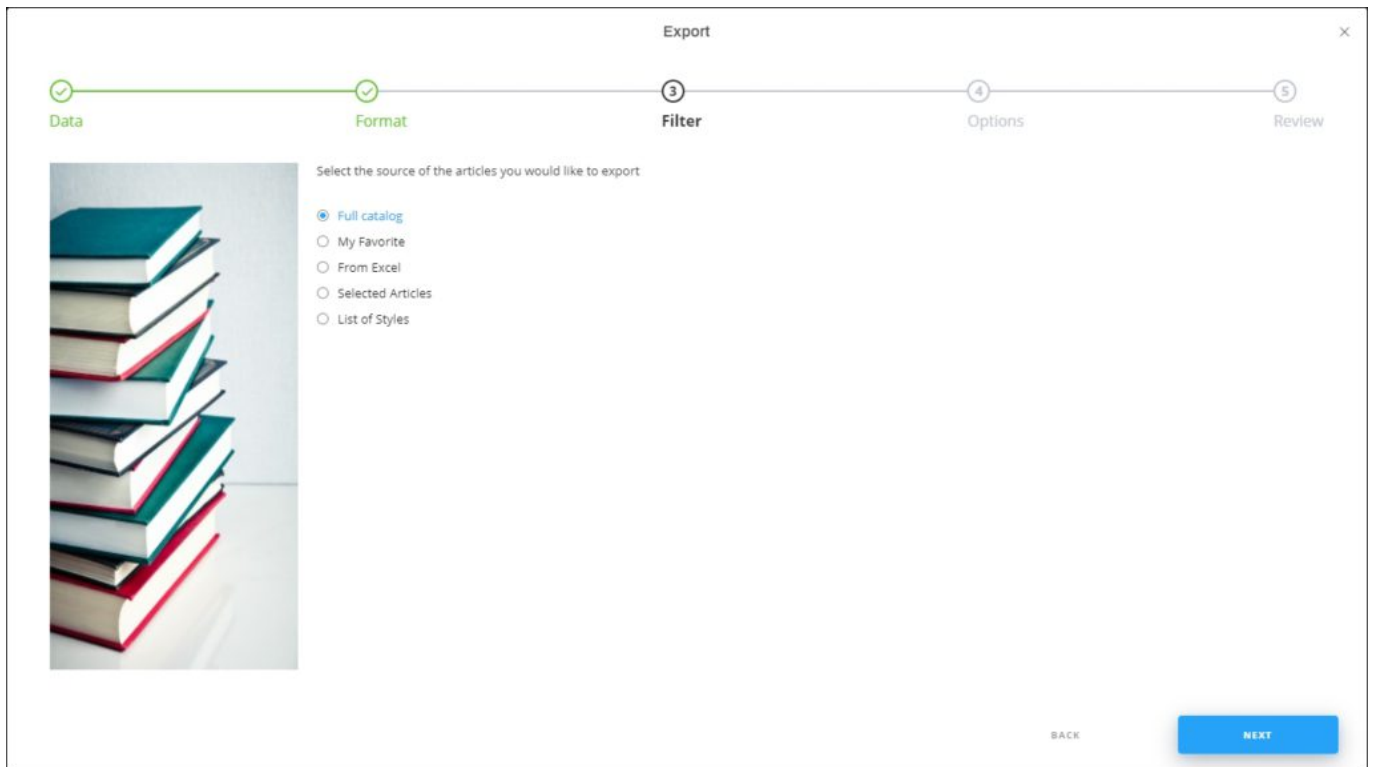 Export
3
4
5
Data
Format
Filter
Options
Review
Select the source of the articles you would like to export
Full catalog
My Favorite
From Excel
Selected Articles
List of Styles
BACK
NEXT